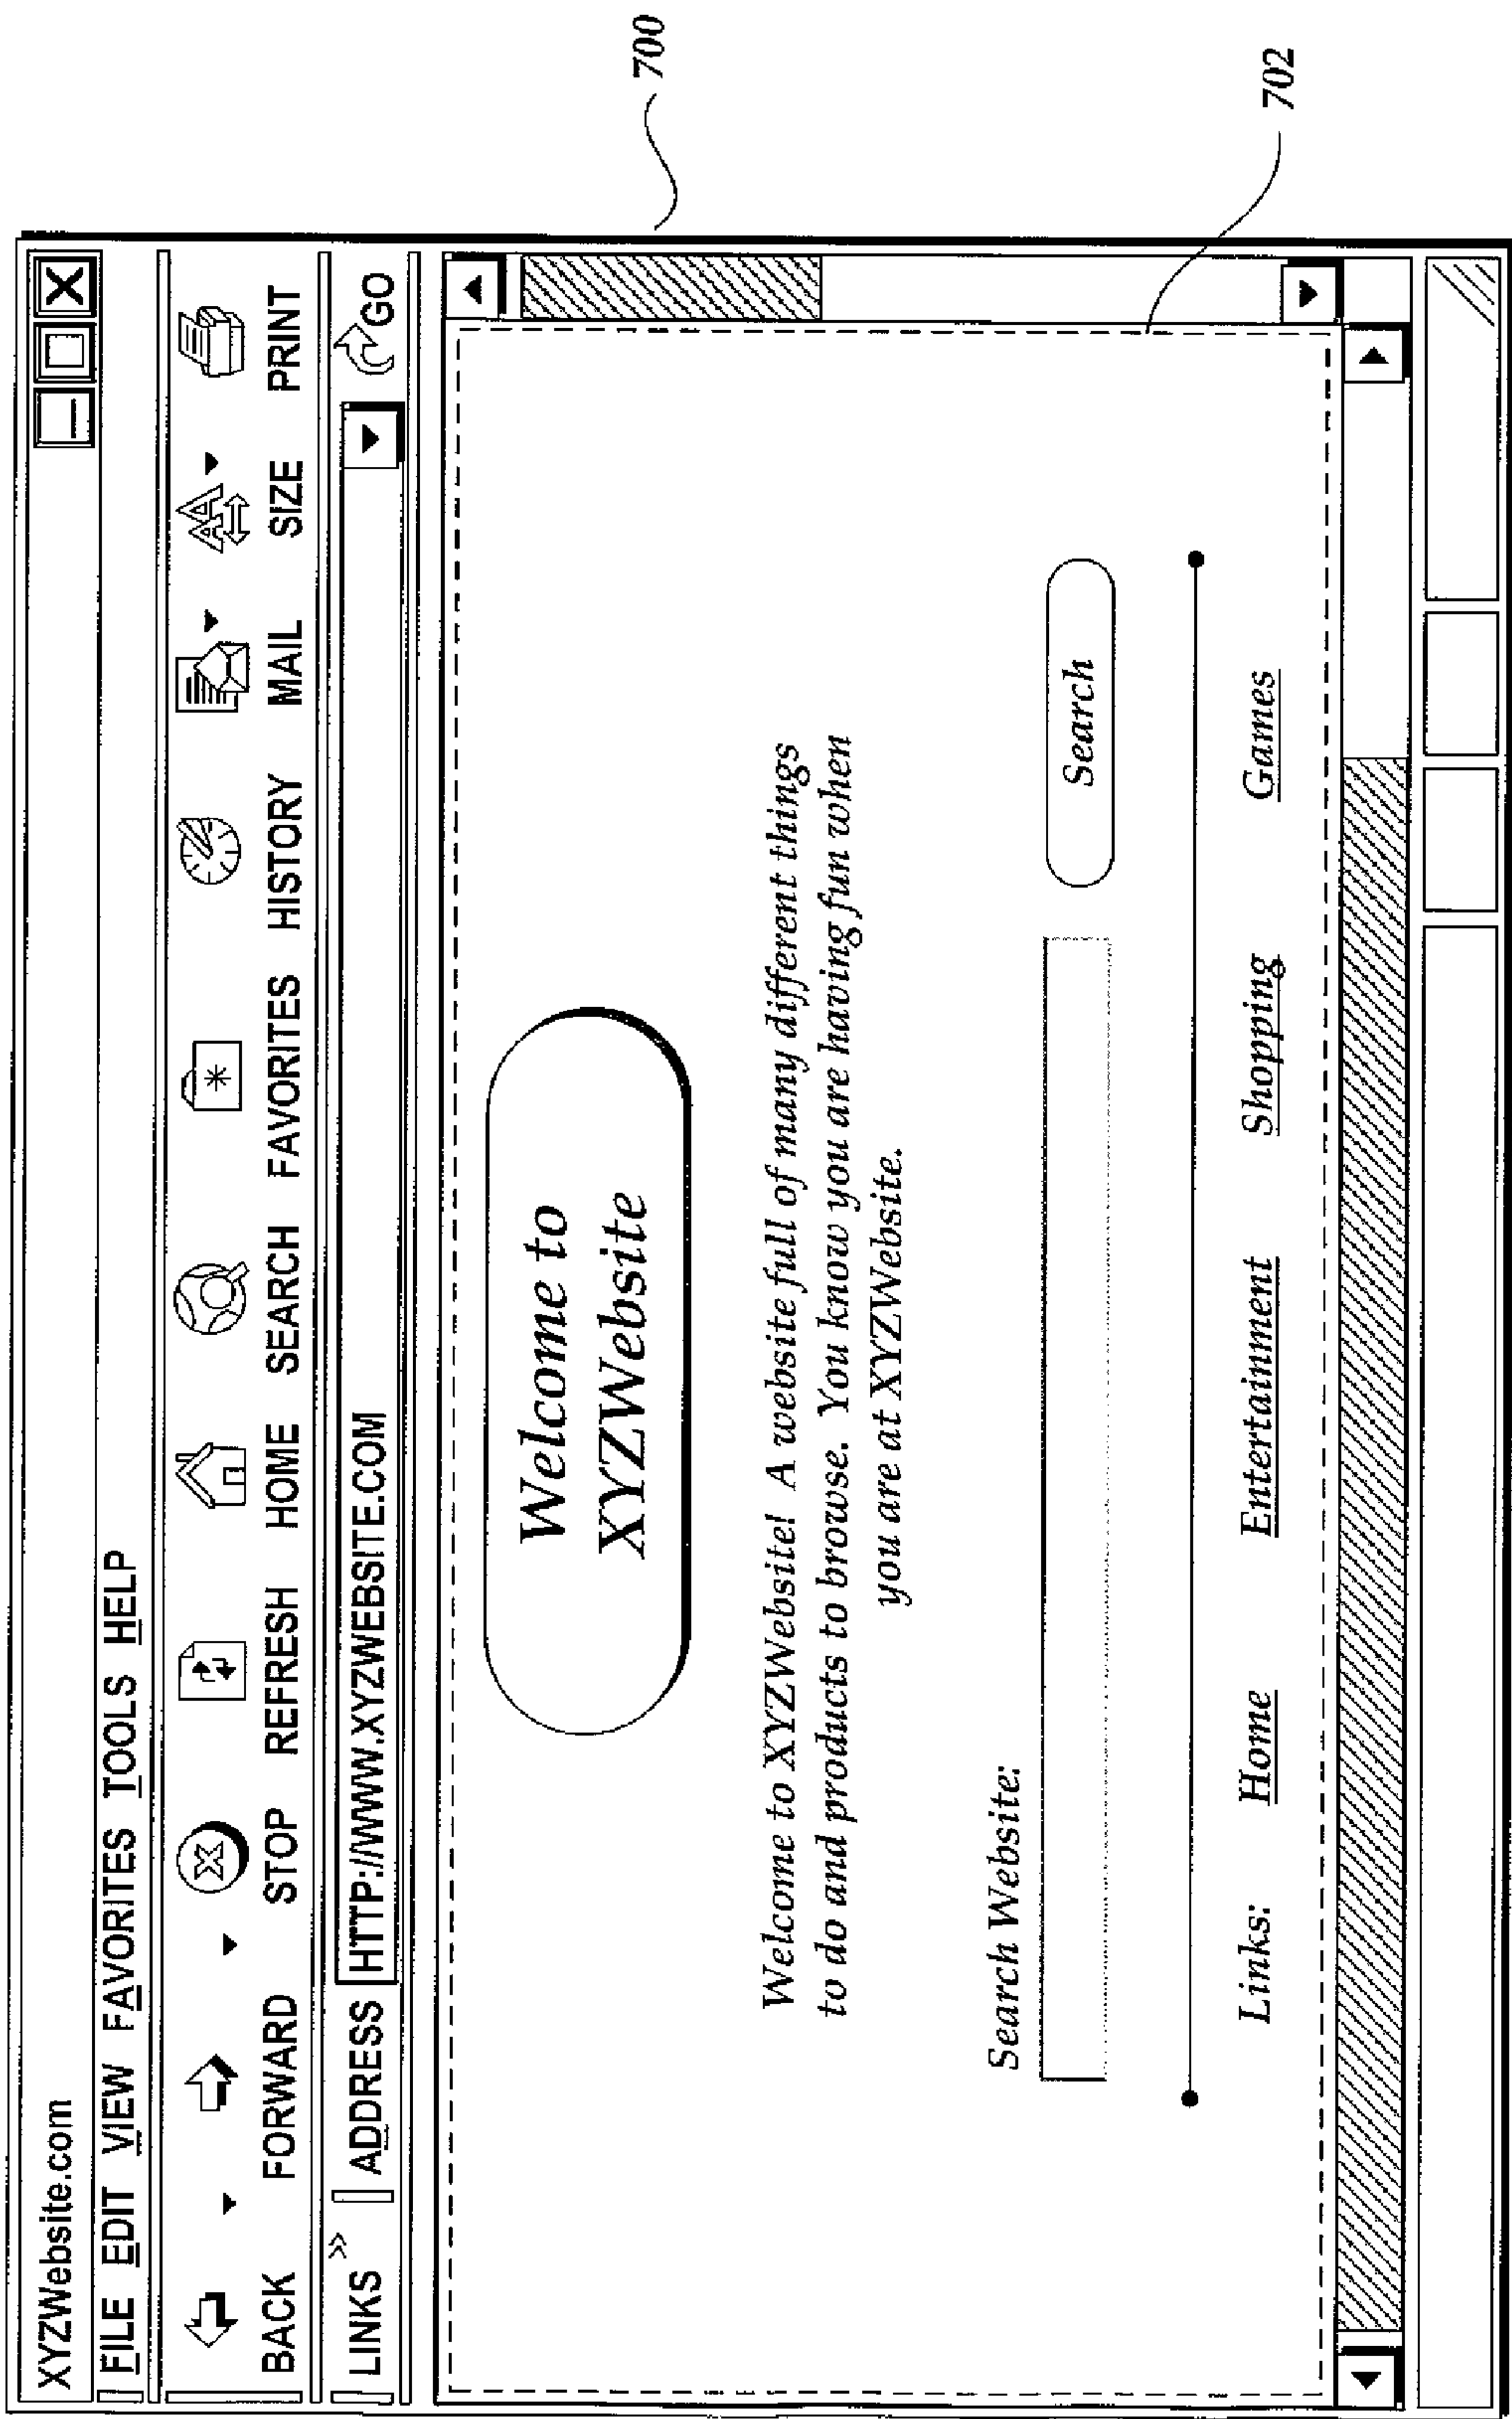 XYZWebsite.com
FILE EDIT VIEW FAVORITES TOOLS HELP
BACK FORWARD STOP REFRESH HOME SEARCH FAVORITES HISTORY MAIL SIZE PRINT
LINKS » ADDRESS HTTP://WWW.XYZWEBSITE.COM GO
Welcome to
XYZWebsite
Welcome to XYZWebsite! A website full of many different things
to do and products to browse. You know you are having fun when
you are at XYZWebsite.
Search Website:
Search
Links: Home Entertainment Shopping Games
700
702